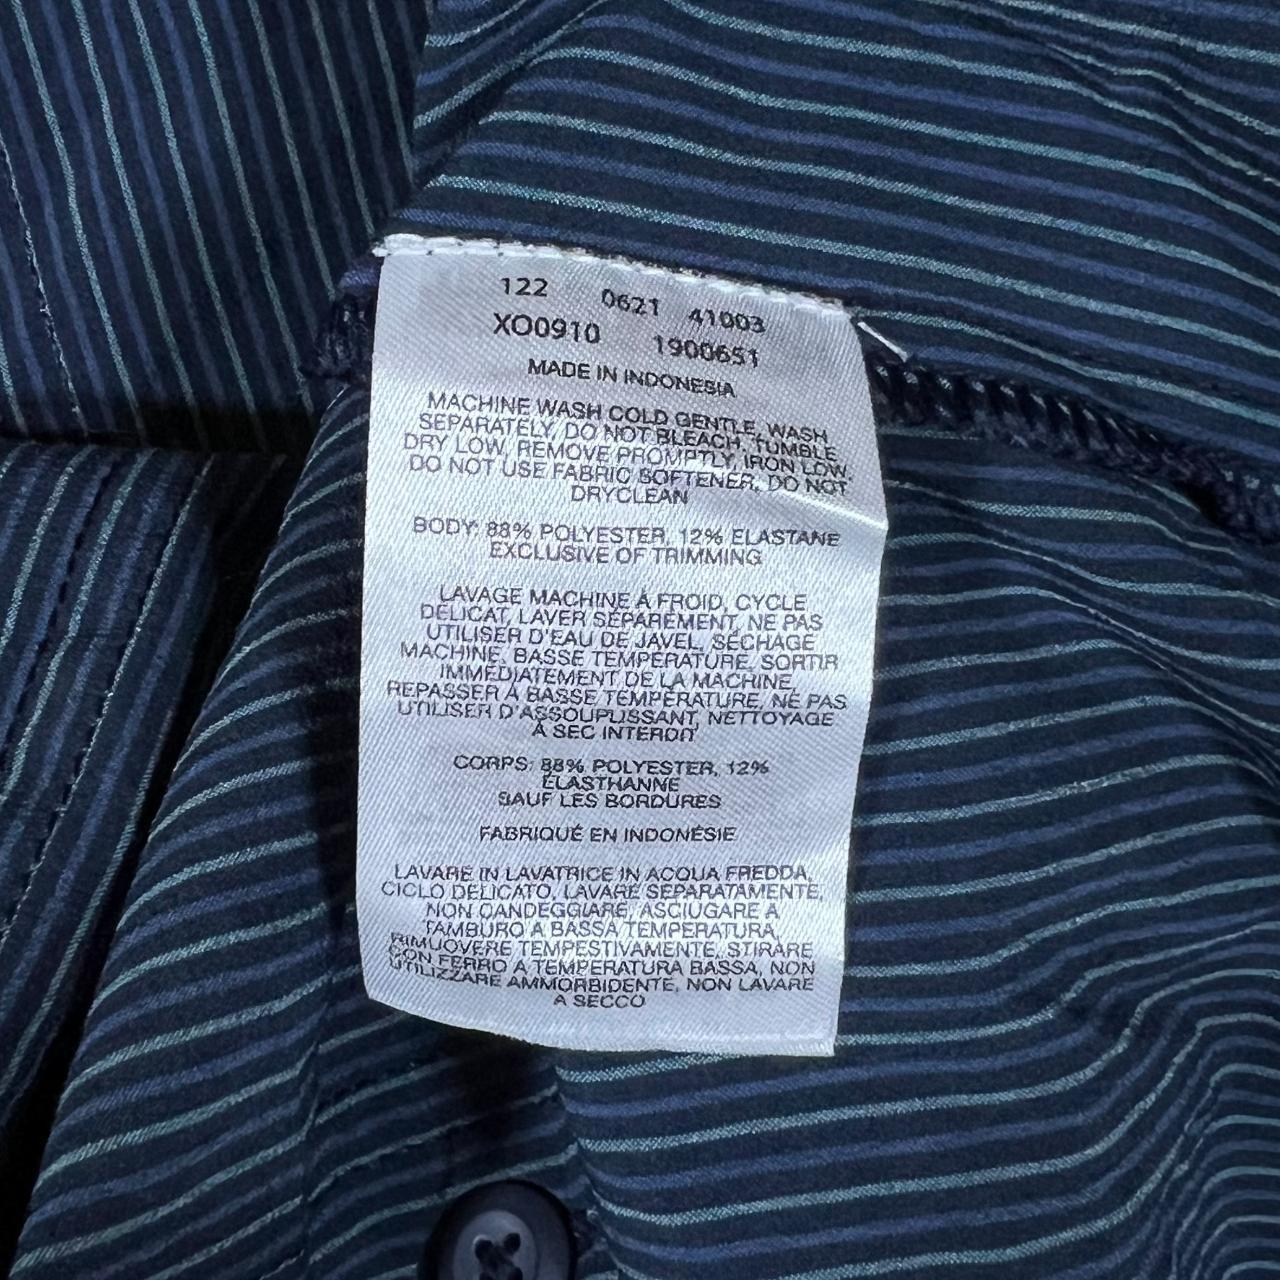 122 0621 41003
XO0910 1900651
MADE IN INDONESIA
MACHINE WASH COLD GENTLE, WASH
SEPARATELY, DO NOT BLEACH, TUMBLE
DRY LOW, REMOVE PROMPTLY, IRON LOW,
DO NOT USE FABRIC SOFTENER, DO NOT
DRYCLEAN
BODY: 88% POLYESTER, 12% ELASTANE
EXCLUSIVE OF TRIMMING
LAVAGE MACHINE À FROID, CYCLE
DÉLICAT, LAVER SÉPARÉMENT, NE PAS
UTILISER D'EAU DE JAVEL, SÉCHAGE
MACHINE, BASSE TEMPÉRATURE, SORTIR
IMMÉDIATEMENT DE LA MACHINE,
REPASSER À BASSE TEMPÉRATURE, NE PAS
UTILISER D'ASSOUPLISSANT, NETTOYAGE
À SEC INTERDIT
CORPS: 88% POLYESTER, 12%
ÉLASTHANNE
SAUF LES BORDURES
FABRIQUÉ EN INDONÉSIE
LAVARE IN LAVATRICE IN ACQUA FREDDA,
CICLO DELICATO, LAVARE SEPARATAMENTE,
NON CANDEGGIARE, ASCIUGARE A
TAMBURO A BASSA TEMPERATURA,
RIMUOVERE TEMPESTIVAMENTE, STIRARE
CON FERRO A TEMPERATURA BASSA, NON
UTILIZZARE AMMORBIDENTE, NON LAVARE
A SECCO